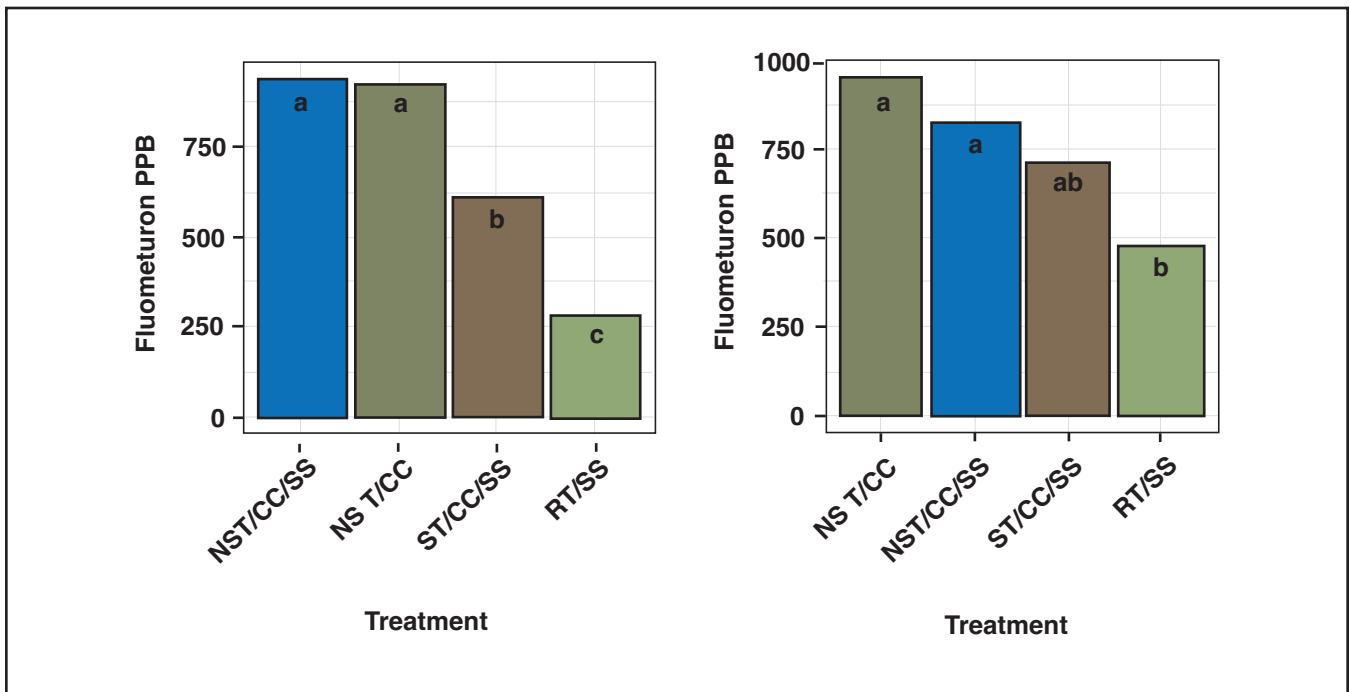 Fluometuron PPB
750
500
250
0
a
a
b
c
NST/CC/SS
NS T/CC
ST/CC/SS
RT/SS
Treatment
Fluometuron PPB
1000
750
500
250
0
a
a
ab
b
NS T/CC
NST/CC/SS
ST/CC/SS
RT/SS
Treatment